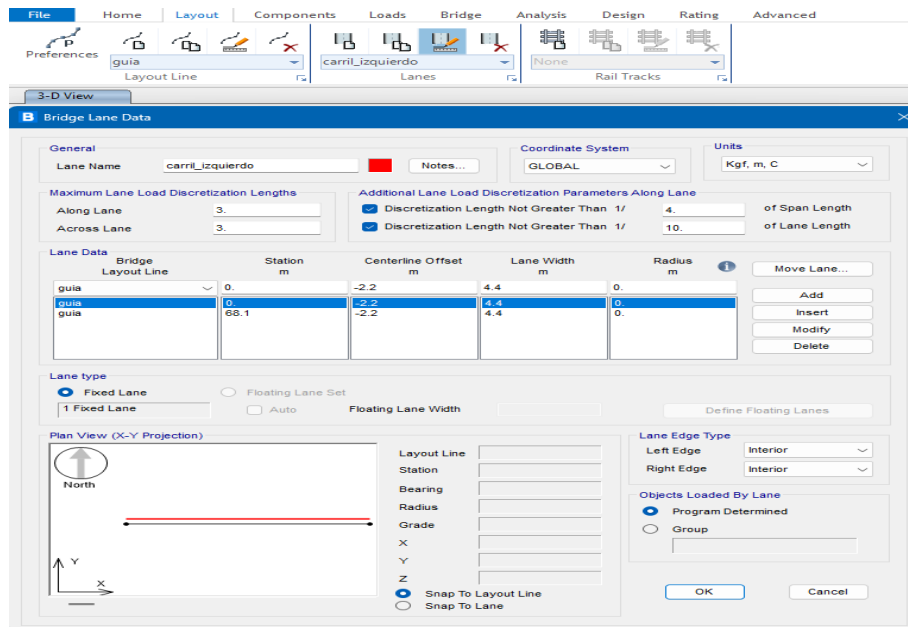 File Home Layout Components Loads Bridge Analysis Design Rating Advanced
P
Preferences
guia
carril_izquierdo
None
Layout Line Lanes Rail Tracks
3-D View
B Bridge Lane Data
General
Lane Name carril_izquierdo Notes...
Coordinate System
GLOBAL
Units
Kgf, m, C
Maximum Lane Load Discretization Lengths
Along Lane 3.
Across Lane 3.
Additional Lane Load Discretization Parameters Along Lane
Discretization Length Not Greater Than 1/ 4. of Span Length
Discretization Length Not Greater Than 1/ 10. of Lane Length
Lane Data
Bridge Station Centerline Offset Lane Width Radius
Layout Line m m m m
guia 0. -2.2 4.4 0.
guia 0. -2.2 4.4 0.
guia 68.1 -2.2 4.4 0.
Move Lane...
Add
Insert
Modify
Delete
Lane type
Fixed Lane Floating Lane Set
1 Fixed Lane Auto Floating Lane Width Define Floating Lanes
Plan View (X-Y Projection)
North
Y
X
Layout Line
Station
Bearing
Radius
Grade
X
Y
Z
Snap To Layout Line
Snap To Lane
Lane Edge Type
Left Edge Interior
Right Edge Interior
Objects Loaded By Lane
Program Determined
Group
OK Cancel